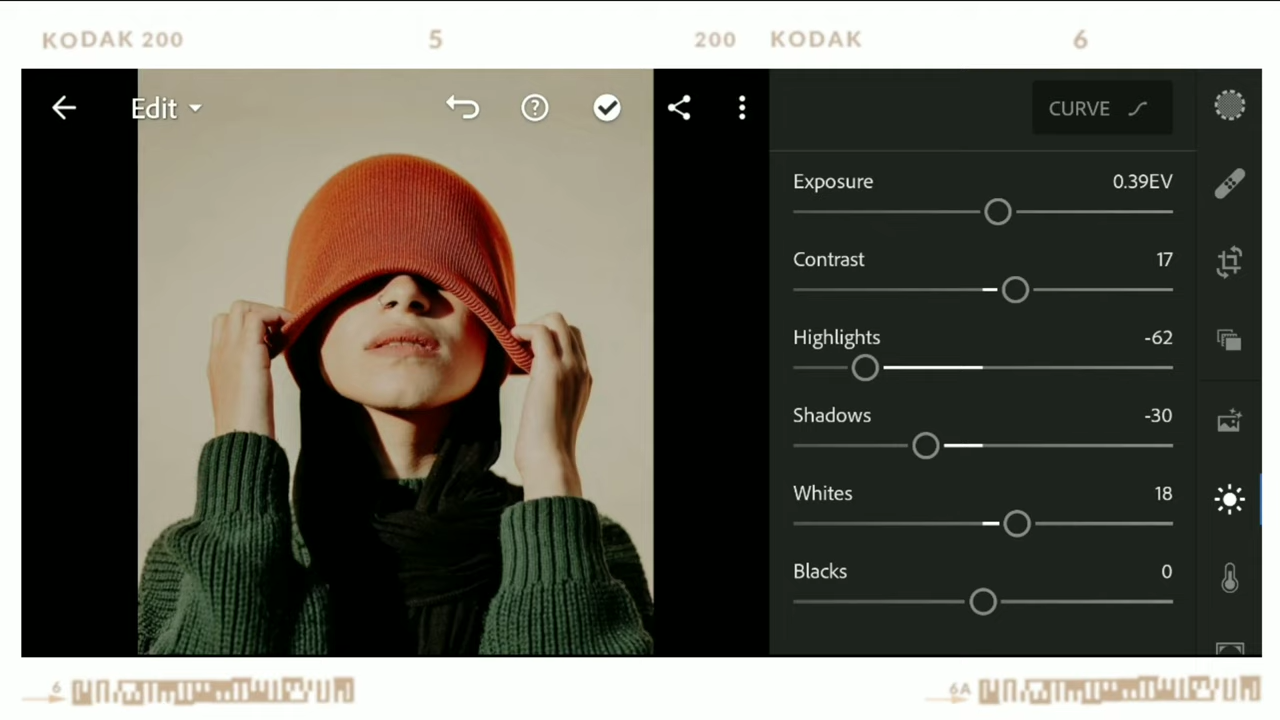 KODAK 200 5 200 KODAK 6
Edit
CURVE
Exposure 0.39EV
Contrast 17
Highlights -62
Shadows -30
Whites 18
Blacks 0
6 6A